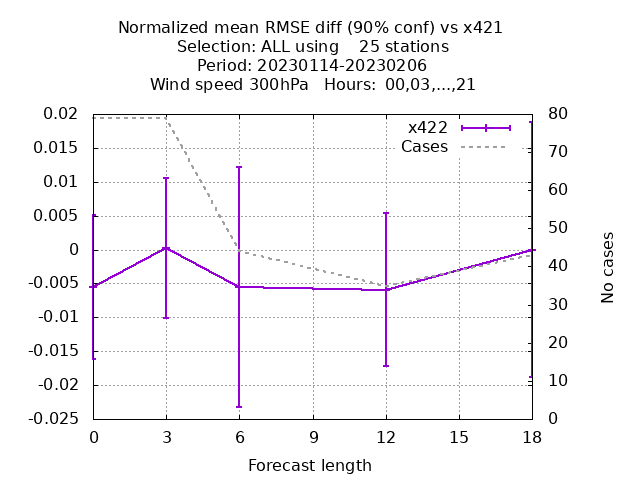 Normalized mean RMSE diff (90% conf) vs x421
Selection: ALL using    25 stations
Period: 20230114-20230206
Wind speed 300hPa   Hours: 00,03,...,21
0.02
0.015
0.01
0.005
0
-0.005
-0.01
-0.015
-0.02
-0.025
x422
Cases
80
70
60
50
40
30
20
10
0
No cases
0 3 6 9 12 15 18
Forecast length